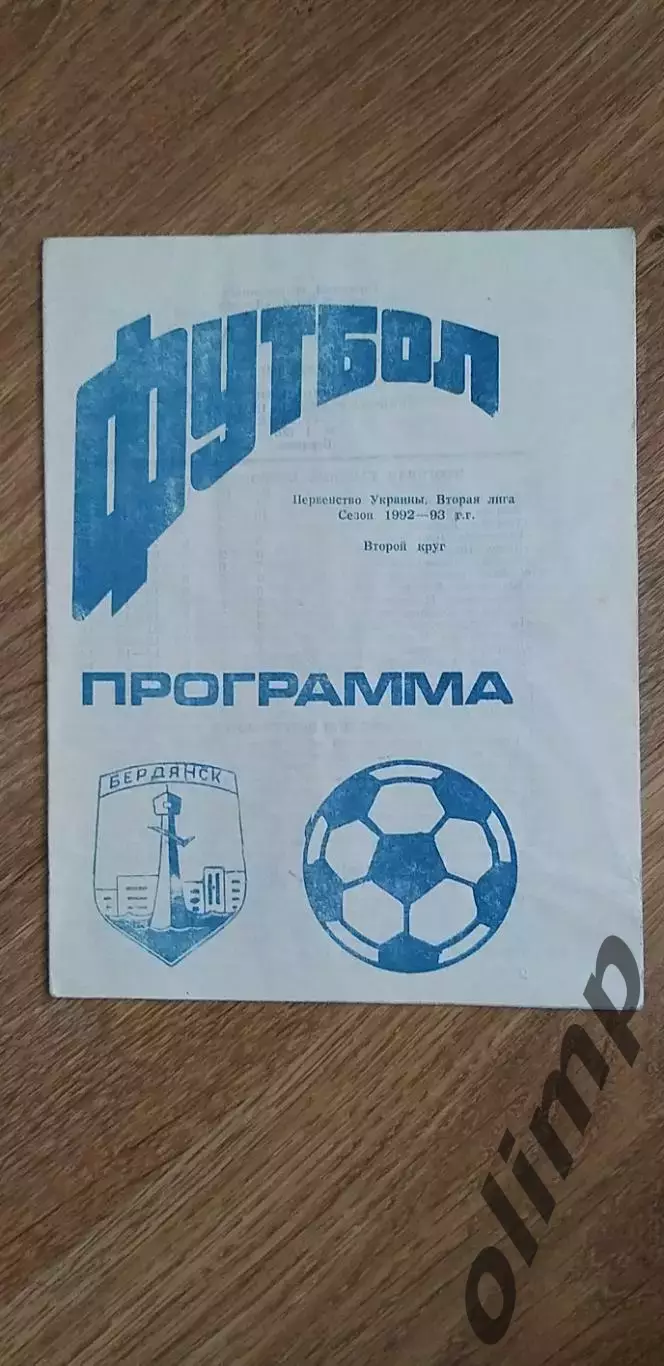 ФУТБОЛ
Первенство Украины. Вторая лига
Сезон 1992—93 г.г.
Второй круг
ПРОГРАММА
БЕРДЯНСК
olimp